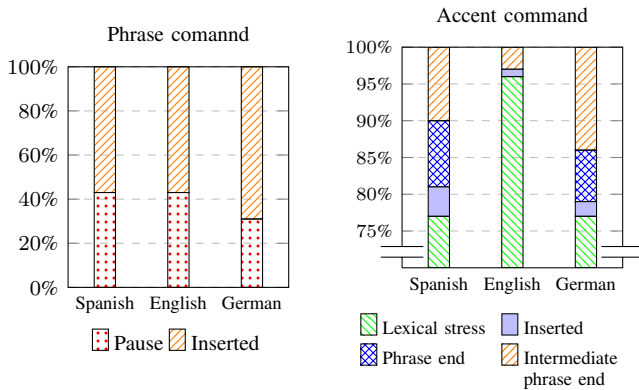 Phrase comannd
100%
80%
60%
40%
20%
0%
Spanish English German
Pause Inserted
Accent command
100%
95%
90%
85%
80%
75%
Spanish English German
Lexical stress Inserted
Phrase end Intermediate
phrase end